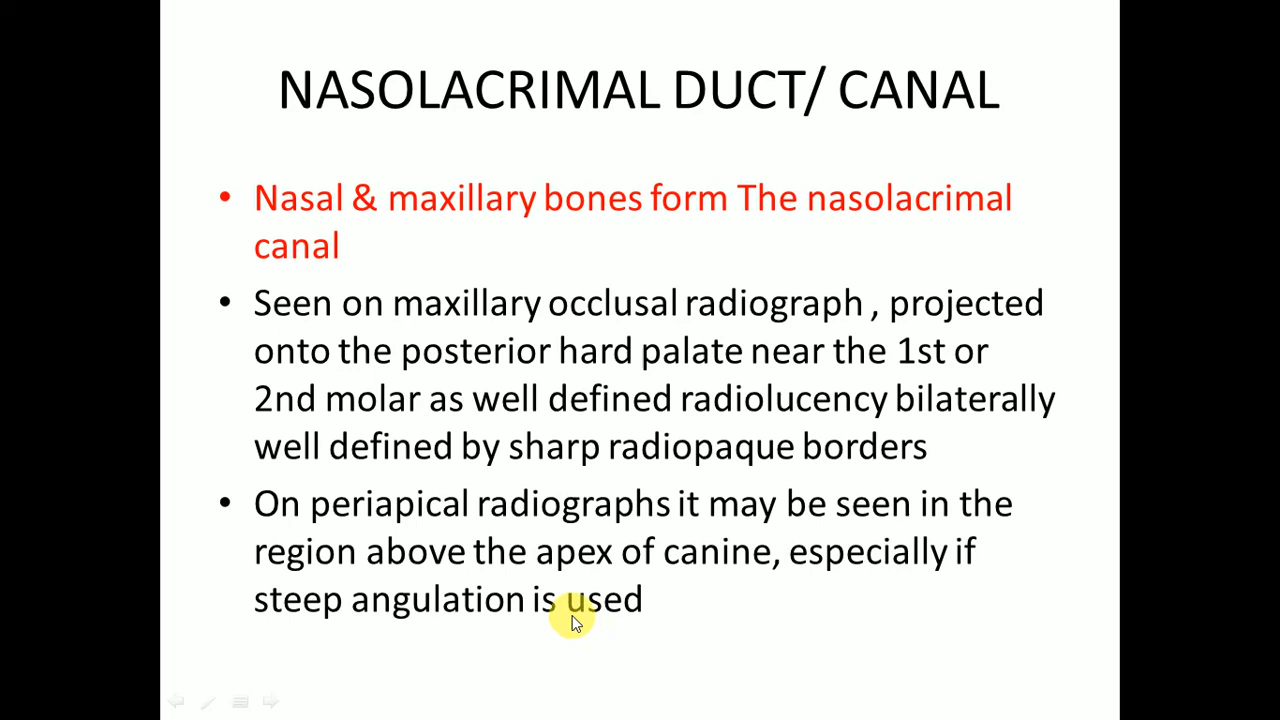 NASOLACRIMAL DUCT/ CANAL
• Nasal & maxillary bones form The nasolacrimal
canal
• Seen on maxillary occlusal radiograph , projected
onto the posterior hard palate near the 1st or
2nd molar as well defined radiolucency bilaterally
well defined by sharp radiopaque borders
• On periapical radiographs it may be seen in the
region above the apex of canine, especially if
steep angulation is used